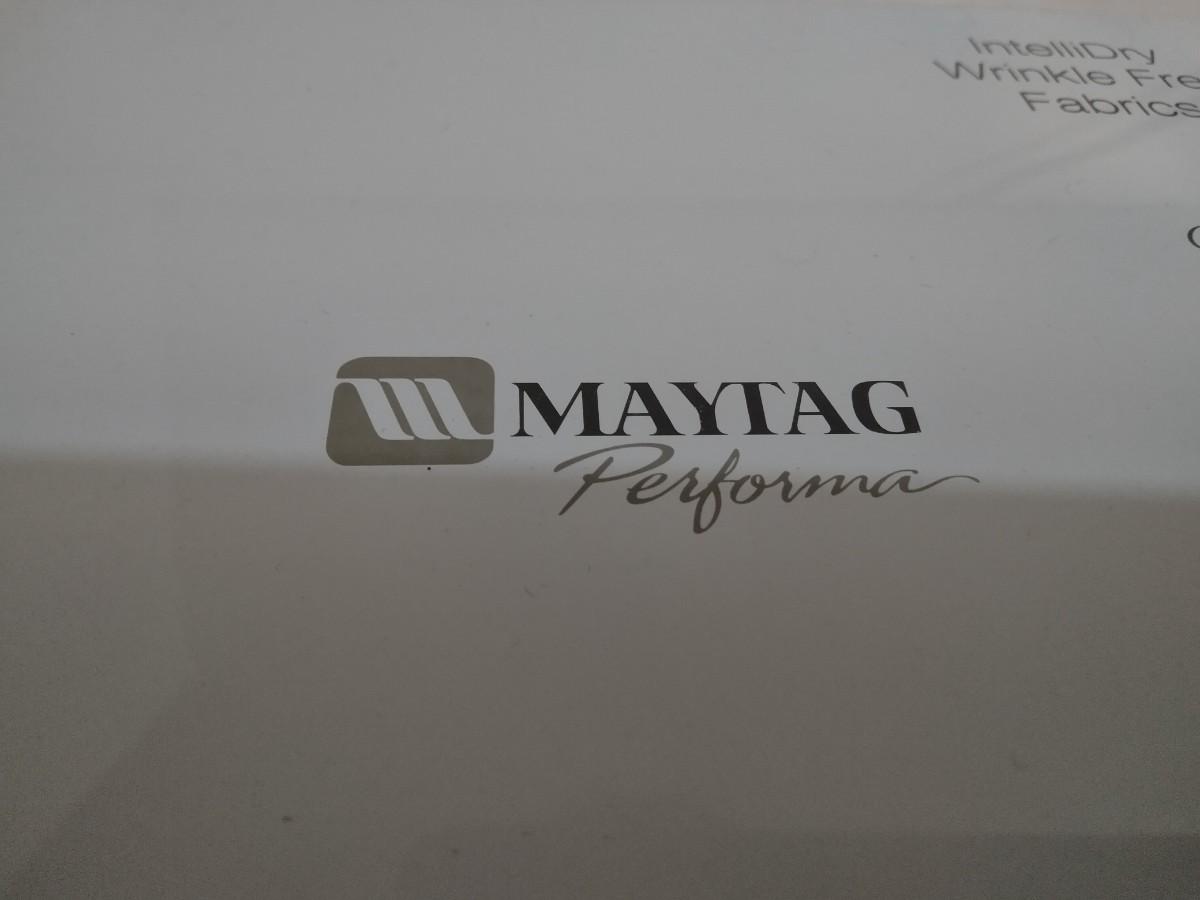 IntelliDry
Wrinkle Fre
Fabrics
MAYTAG
Performa